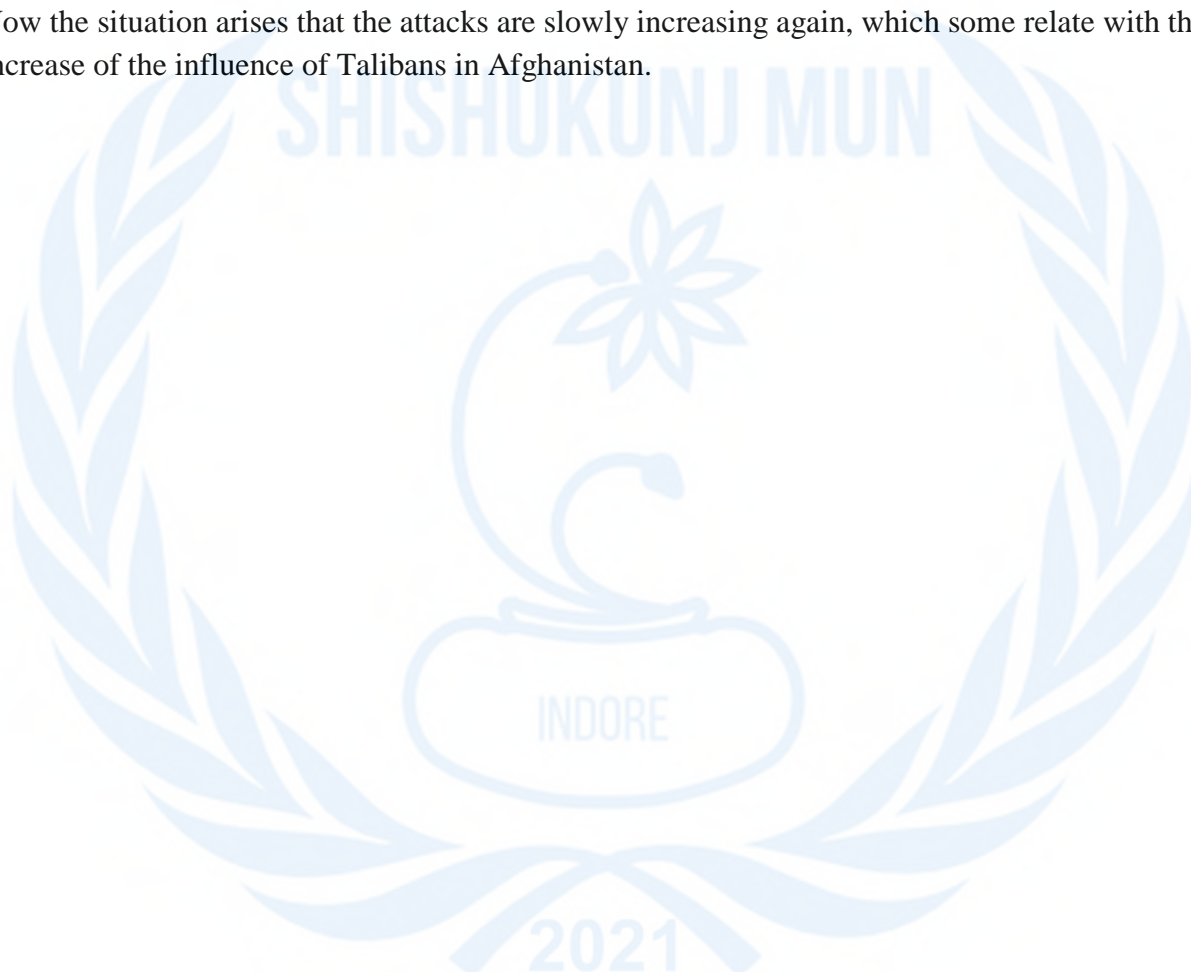 ow the situation arises that the attacks are slowly increasing again, which some relate with th
ncrease of the influence of Talibans in Afghanistan.
SHISHUKUNJ MUN
INDORE
2021